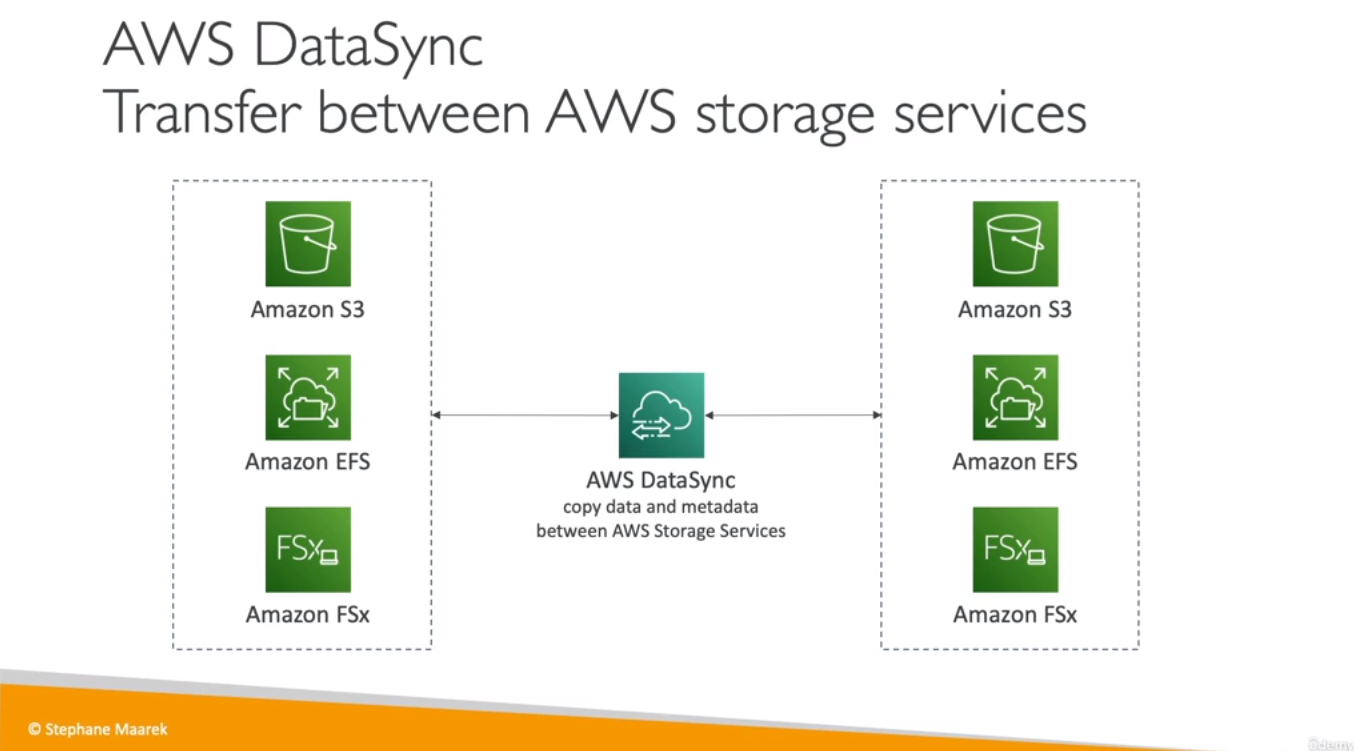 AWS DataSync
Transfer between AWS storage services
Amazon S3
Amazon EFS
FSx
Amazon FSx
AWS DataSync
copy data and metadata
between AWS Storage Services
Amazon S3
Amazon EFS
FSx
Amazon FSx
© Stephane Maarek
ûdemy